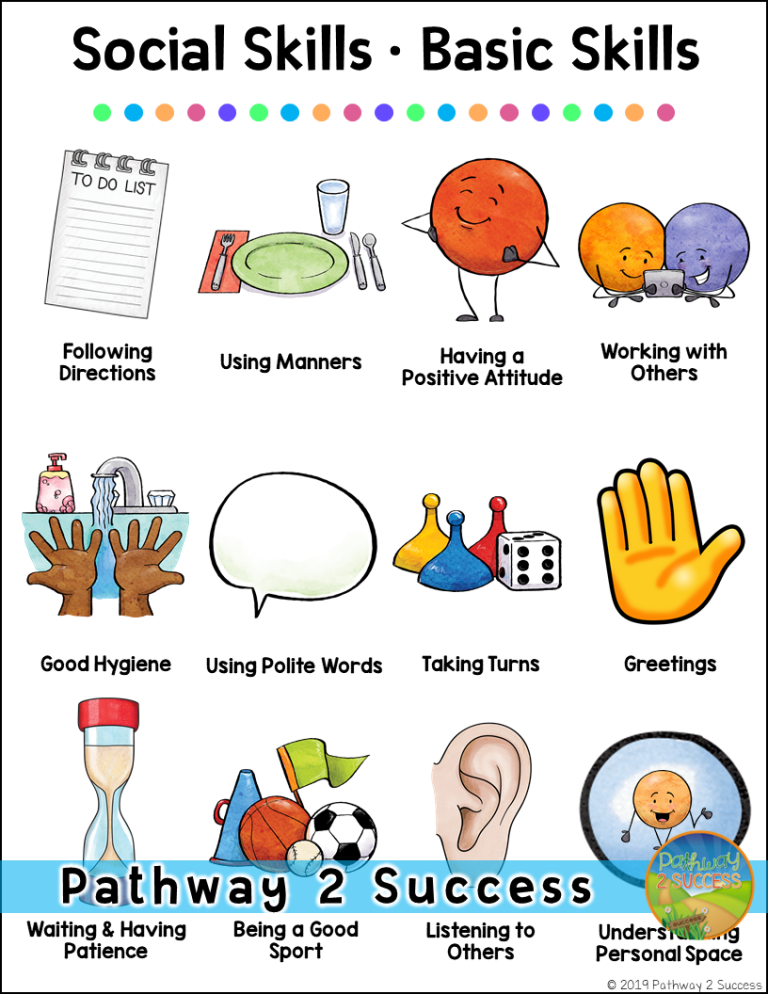 Social Skills · Basic Skills
TO DO LIST
Following
Directions
Using Manners
Having a
Positive Attitude
Working with
Others
Good Hygiene
Using Polite Words
Taking Turns
Greetings
Pathway 2 Success
Pathway
2 SUCCESS
Waiting & Having
Patience
Being a Good
Sport
Listening to
Others
Personal Space
© 2019 Pathway 2 Success